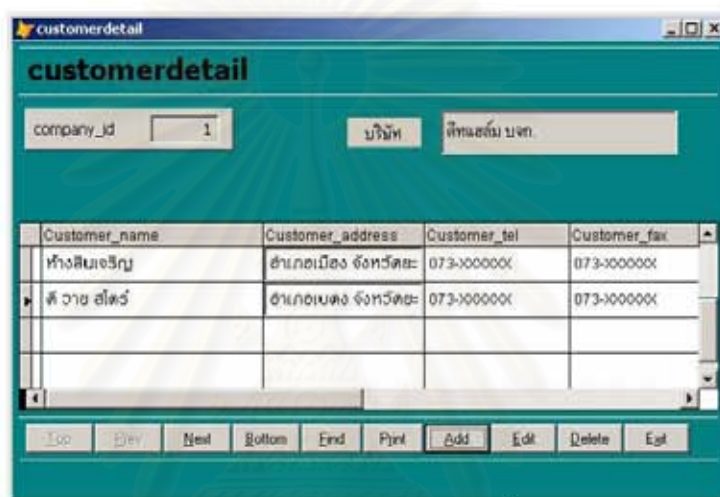 customerdetail
customerdetail
company_id 1 บริษัท ดีทแฮล์ม บจก.
Customer_name Customer_address Customer_tel Customer_fax
ห้างสินเจริญ อำเภอเมือง จังหวัดยะ 073-XXXXXX 073-XXXXXX
ดี วาย สโตร์ อำเภอเบตง จังหวัดยะ 073-XXXXXX 073-XXXXXX
Top Prev Next Bottom Find Print Add Edit Delete Exit